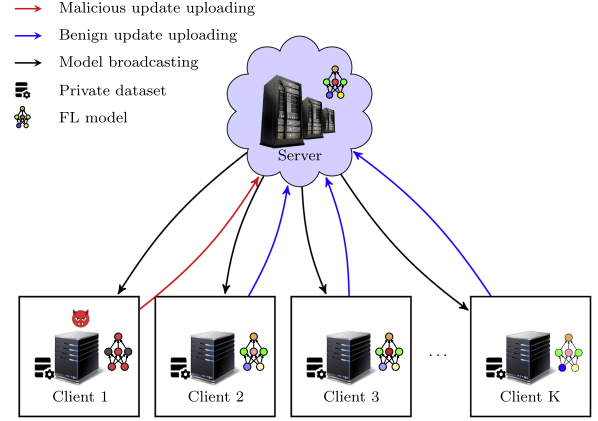 Malicious update uploading
Benign update uploading
Model broadcasting
Private dataset
FL model
Server
Client 1
Client 2
Client 3
...
Client K